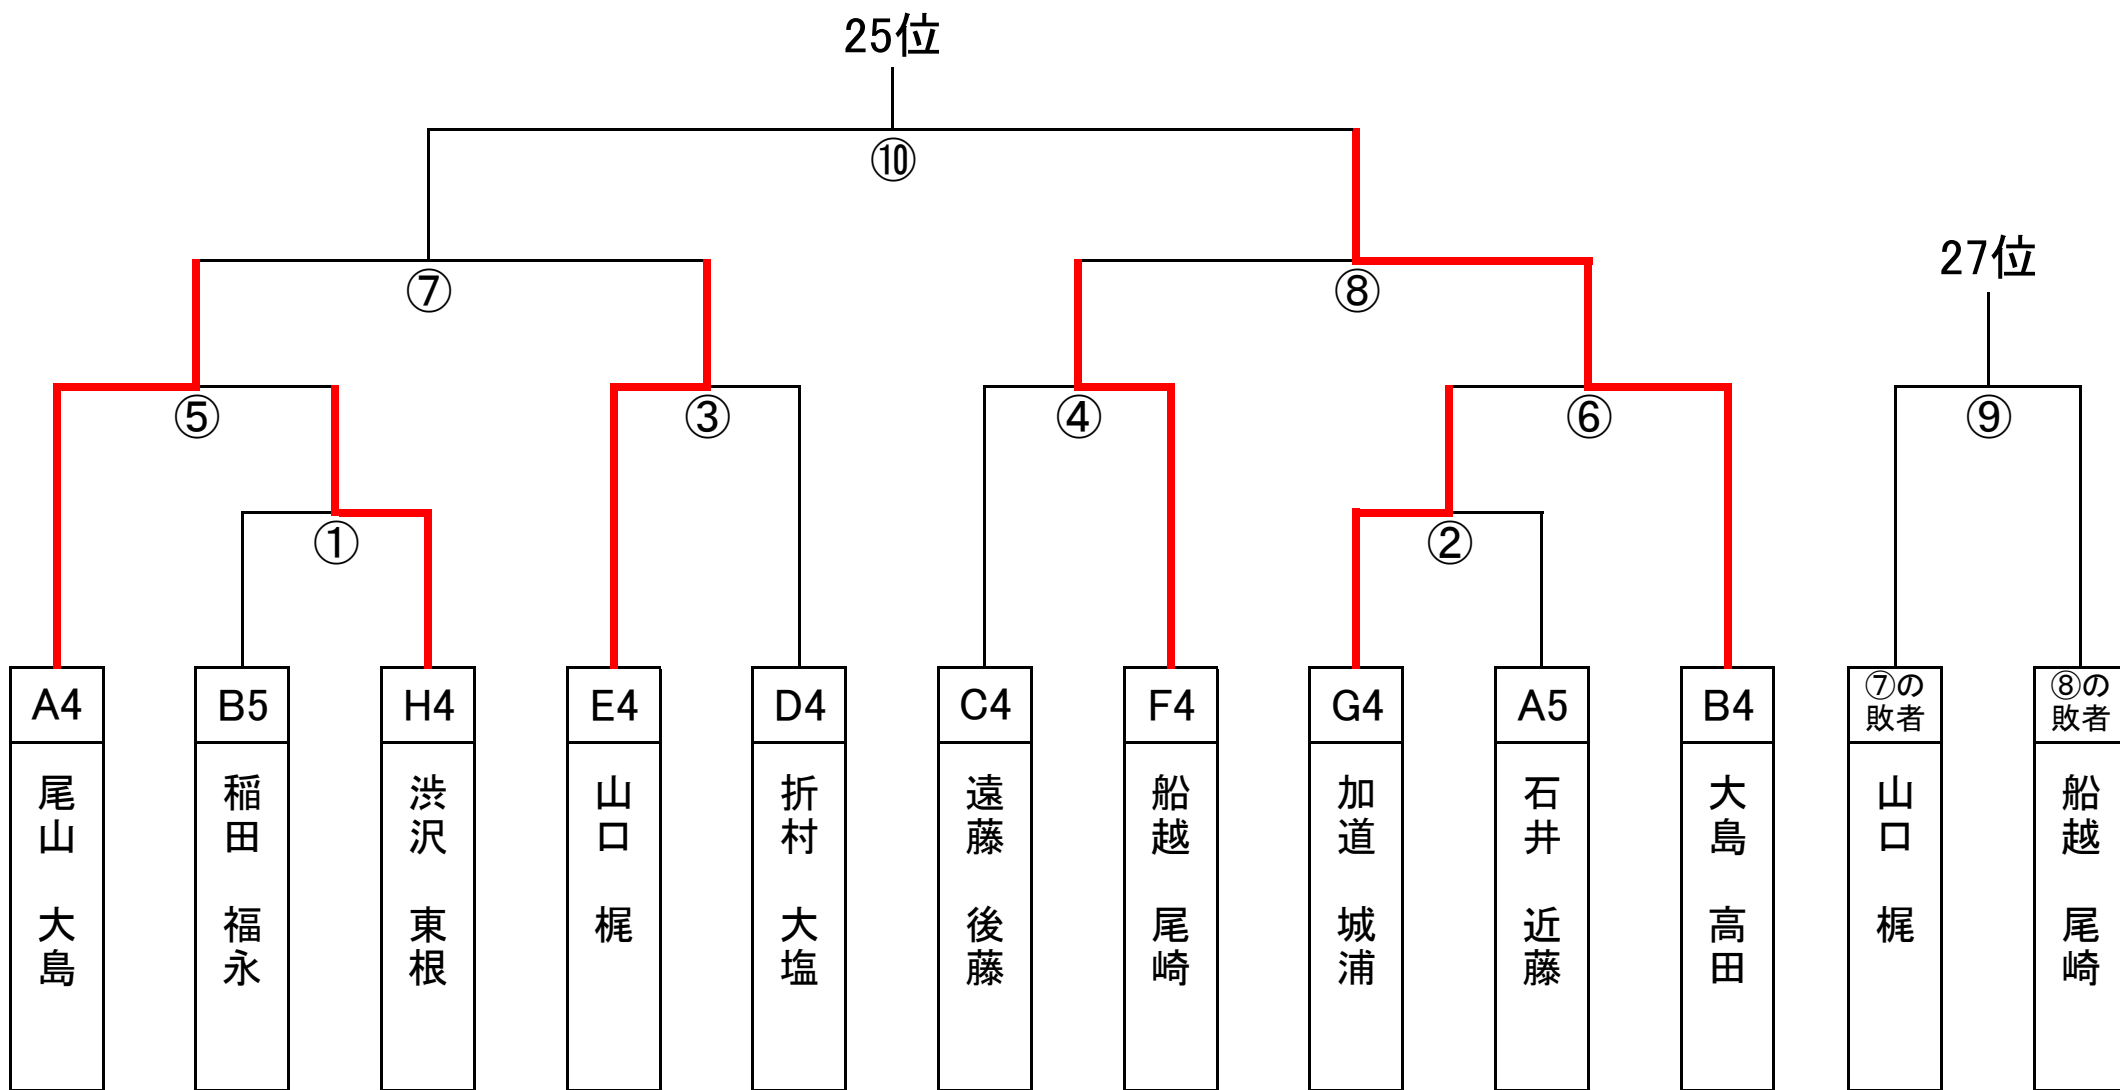 25位
⑩
27位
⑦
⑧
⑤
③
④
⑥
⑨
①
②
A4
B5
H4
E4
D4
C4
F4
G4
A5
B4
⑦の
敗者
⑧の
敗者
尾山 大島
稲田 福永
渋沢 東根
山口 梶
折村 大塩
遠藤 後藤
船越 尾崎
加道 城浦
石井 近藤
大島 高田
山口 梶
船越 尾崎